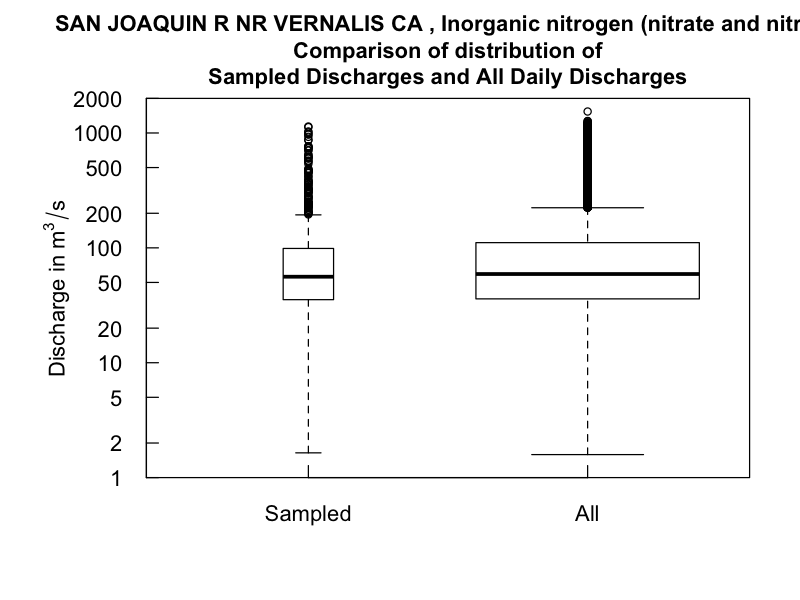 SAN JOAQUIN R NR VERNALIS CA , Inorganic nitrogen (nitrate and nitr
Comparison of distribution of
Sampled Discharges and All Daily Discharges
2000
1000
500
200
100
50
20
10
5
2
1
Discharge in m³/s
Sampled All